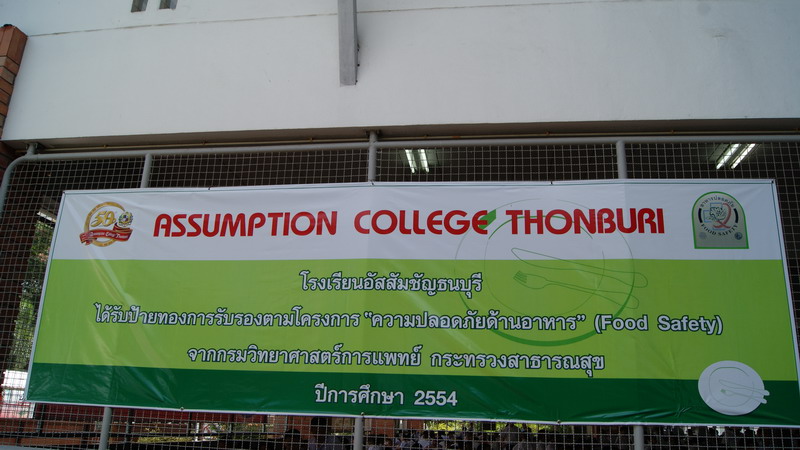 ASSUMPTION COLLEGE THONBURI
โรงเรียนอัสสัมชัญธนบุรี
ได้รับป้ายทองการรับรองตามโครงการ "ความปลอดภัยด้านอาหาร" (Food Safety)
จากกรมวิทยาศาสตร์การแพทย์ กระทรวงสาธารณสุข
ปีการศึกษา 2554
FOOD SAFETY